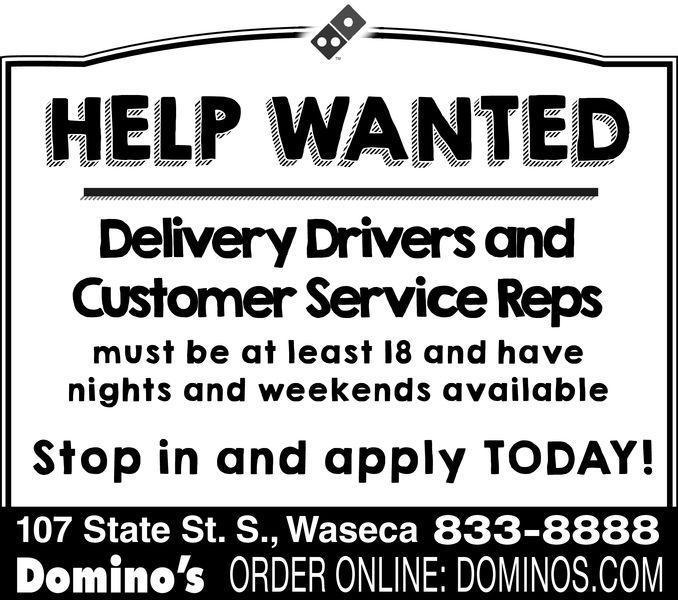 TM
HELP WANTED
Delivery Drivers and
Customer Service Reps
must be at least 18 and have
nights and weekends available
Stop in and apply TODAY!
107 State St. S., Waseca 833-8888
Domino's ORDER ONLINE: DOMINOS.COM